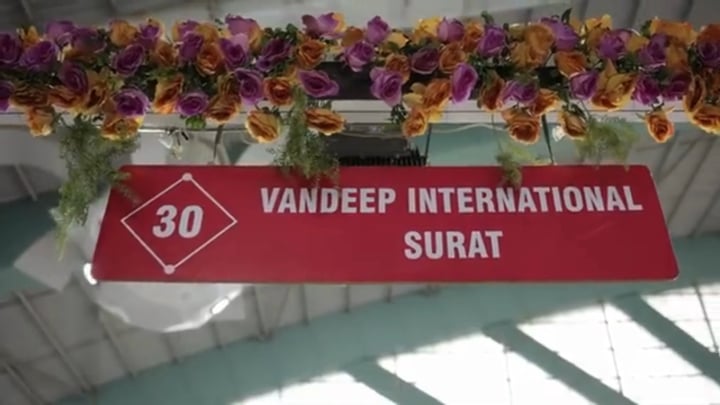 30
VANDEEP INTERNATIONAL
SURAT